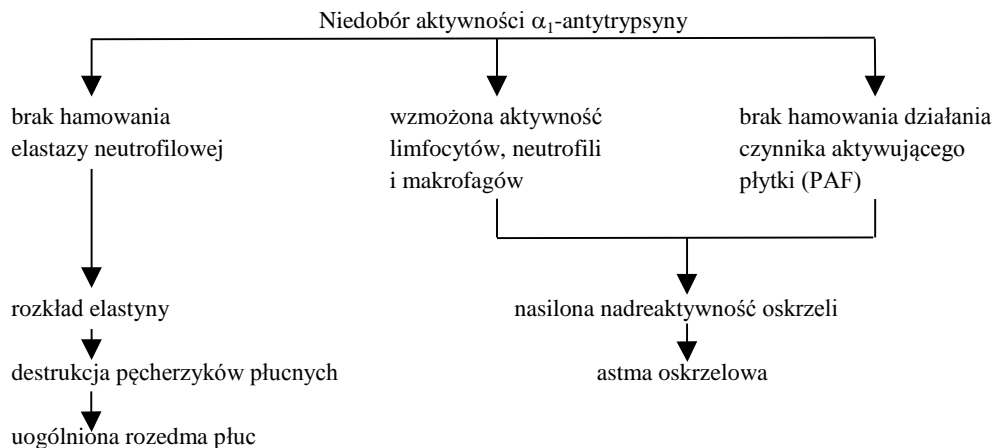 Niedobór aktywności α₁-antytrypsyny
brak hamowania
elastazy neutrofilowej
wzmożona aktywność
limfocytów, neutrofili
i makrofagów
brak hamowania działania
czynnika aktywującego
płytki (PAF)
rozkład elastyny
nasilona nadreaktywność oskrzeli
destrukcja pęcherzyków płucnych
astma oskrzelowa
uogólniona rozedma płuc